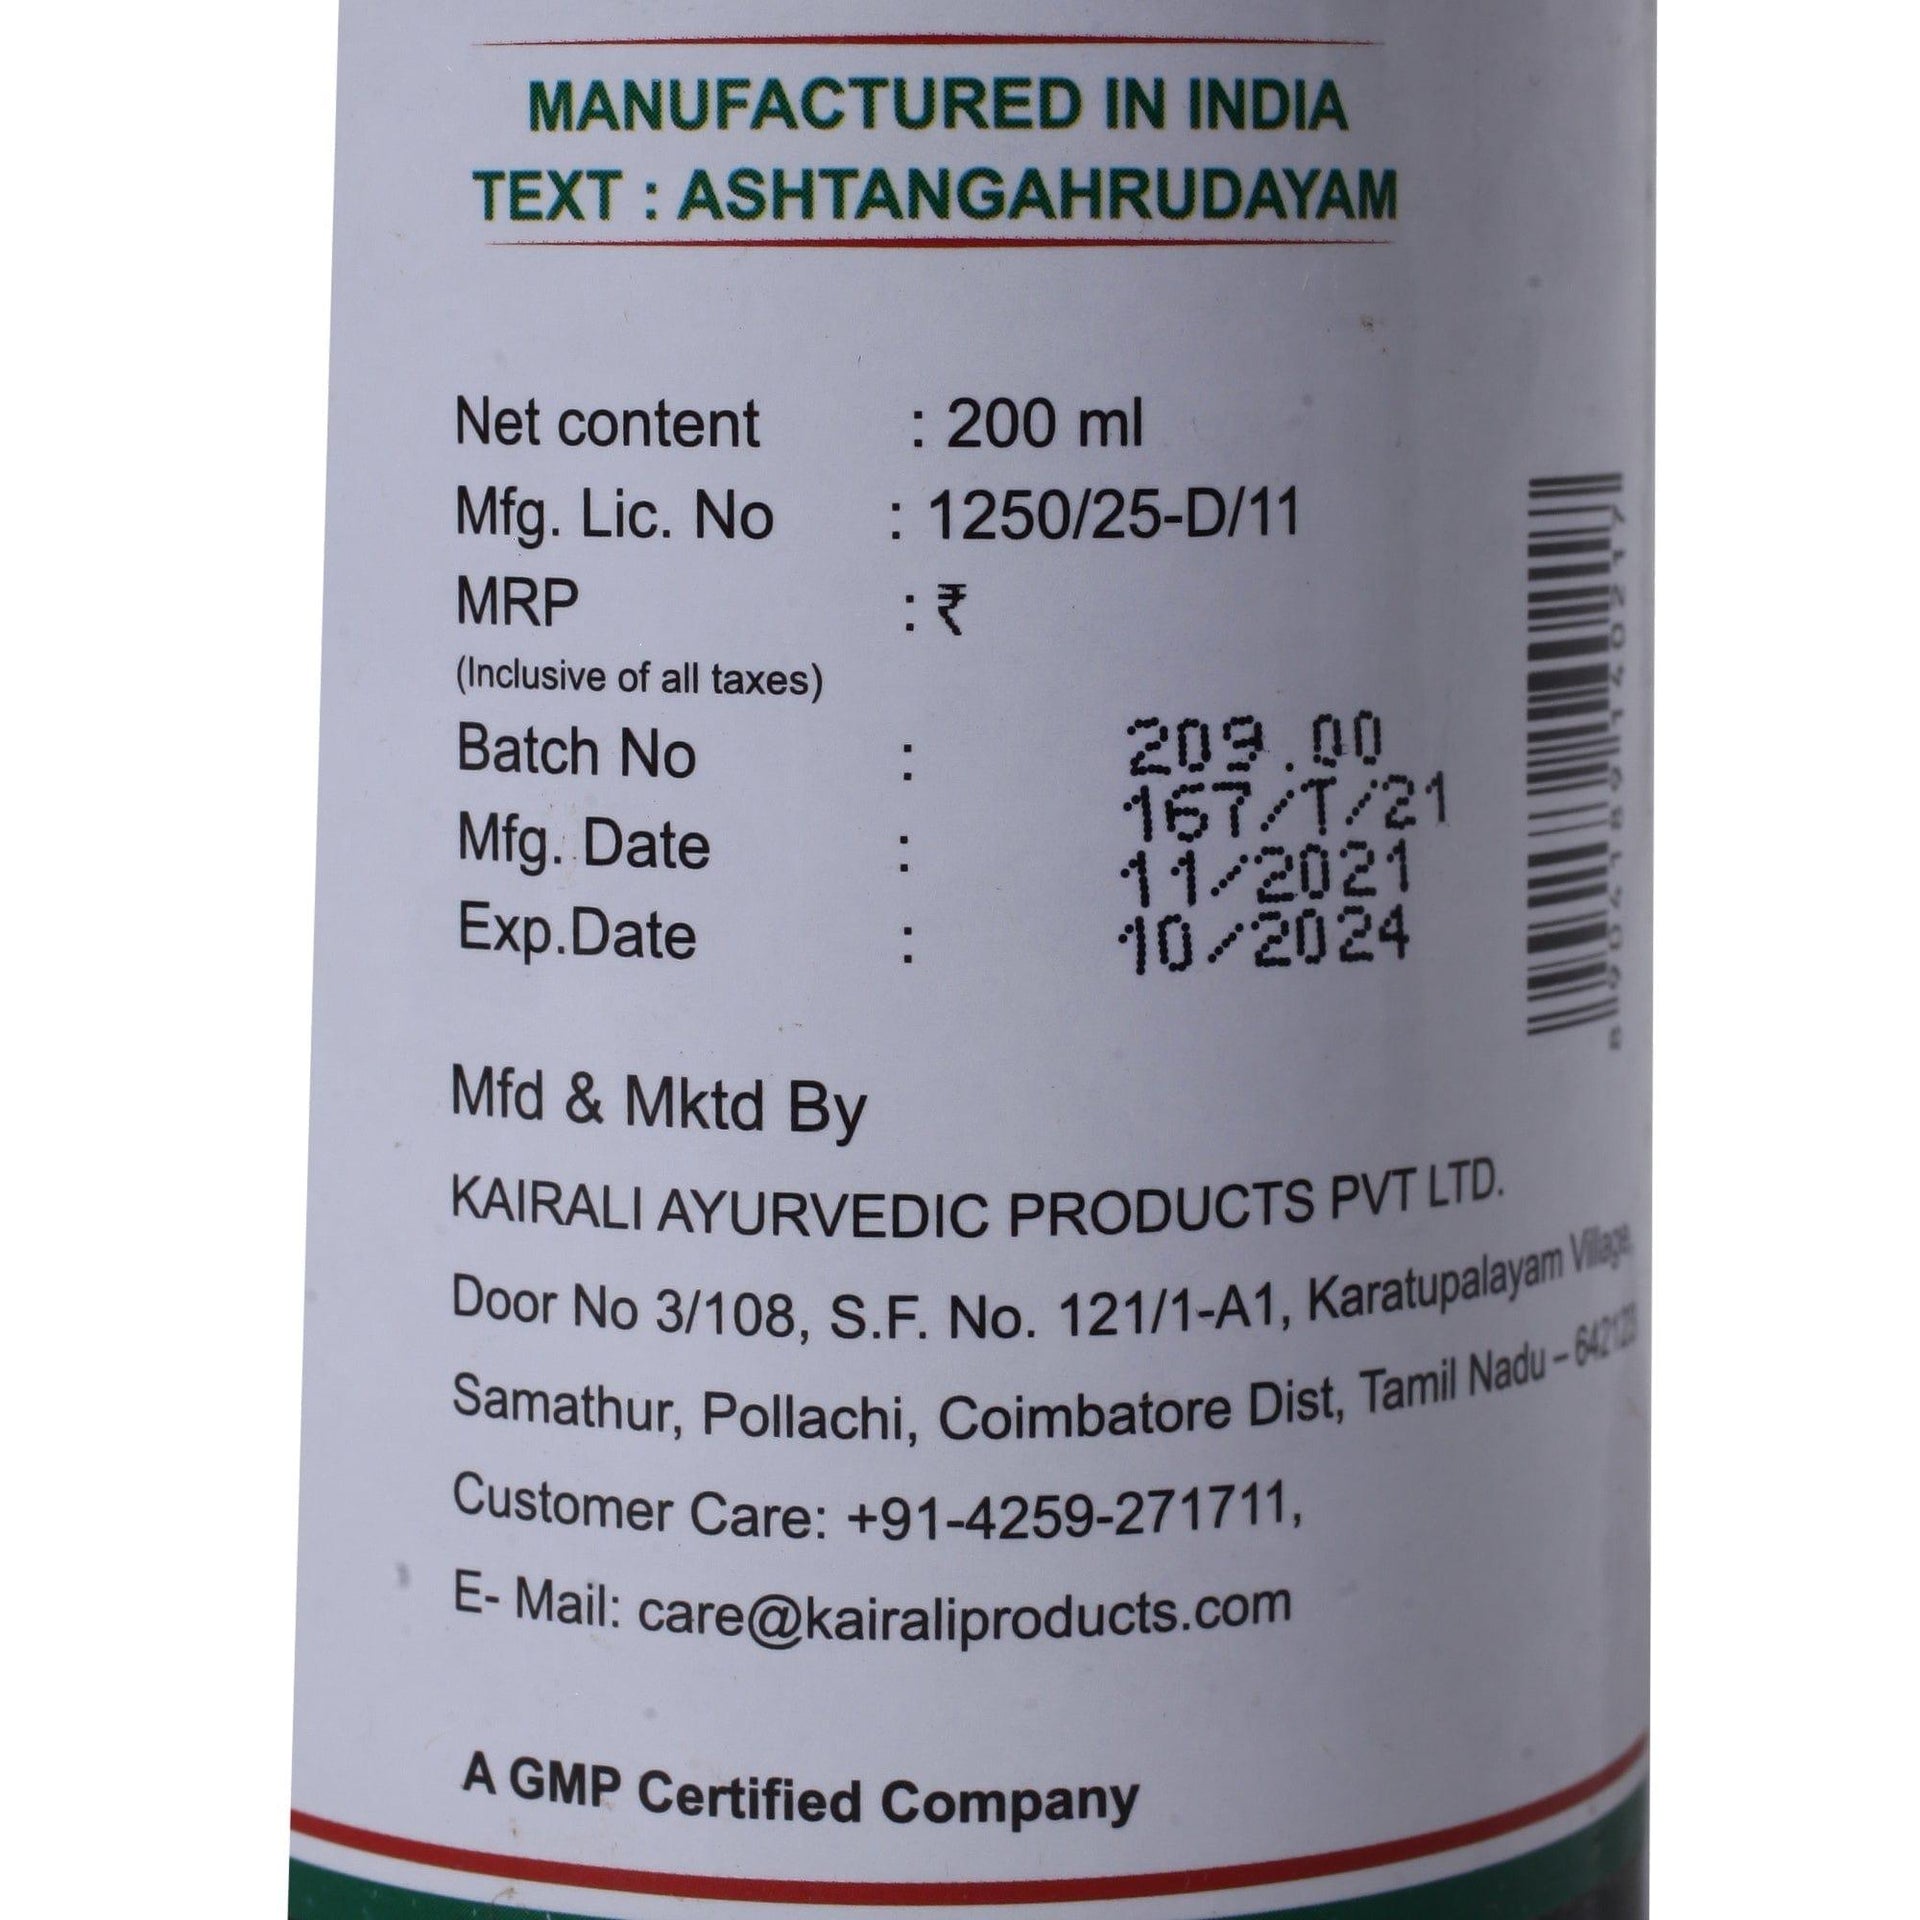 MANUFACTURED IN INDIA
TEXT : ASHTANGAHRUDAYAM
Net content : 200 ml
Mfg. Lic. No : 1250/25-D/11
MRP : ₹
(Inclusive of all taxes)
209.00
Batch No :
167/T/21
Mfg. Date :
11/2021
Exp.Date :
10/2024
Mfd & Mktd By
KAIRALI AYURVEDIC PRODUCTS PVT LTD.
Door No 3/108, S.F. No. 121/1-A1, Karatupalayam Village,
Samathur, Pollachi, Coimbatore Dist, Tamil Nadu –
Customer Care: +91-4259-271711,
E- Mail: care@kairaliproducts.com
A GMP Certified Company